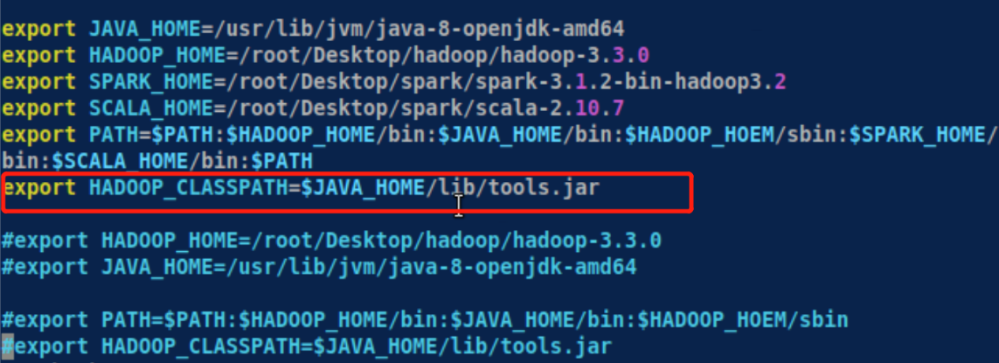 export JAVA_HOME=/usr/lib/jvm/java-8-openjdk-amd64
export HADOOP_HOME=/root/Desktop/hadoop/hadoop-3.3.0
export SPARK_HOME=/root/Desktop/spark/spark-3.1.2-bin-hadoop3.2
export SCALA_HOME=/root/Desktop/spark/scala-2.10.7
export PATH=$PATH:$HADOOP_HOME/bin:$JAVA_HOME/bin:$HADOOP_HOEM/sbin:$SPARK_HOME/
bin:$SCALA_HOME/bin:$PATH
export HADOOP_CLASSPATH=$JAVA_HOME/lib/tools.jar
#export HADOOP_HOME=/root/Desktop/hadoop/hadoop-3.3.0
#export JAVA_HOME=/usr/lib/jvm/java-8-openjdk-amd64
#export PATH=$PATH:$HADOOP_HOME/bin:$JAVA_HOME/bin:$HADOOP_HOEM/sbin
#export HADOOP_CLASSPATH=$JAVA_HOME/lib/tools.jar